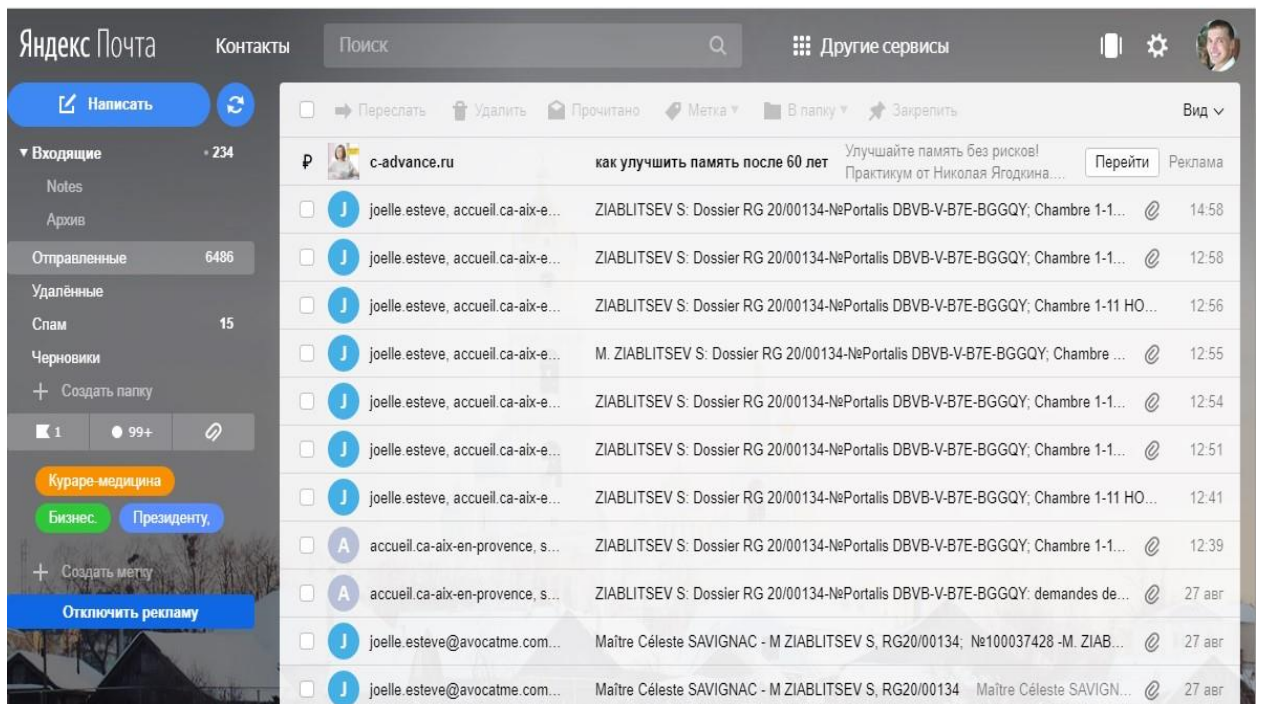 Яндекс Почта Контакты Поиск Другие сервисы
Написать
Переслать Удалить Прочитано Метка В папку Закрепить Вид
Входящие 234
Notes
Архив
Отправленные 6486
Удалённые
Спам 15
Черновики
Создать папку
1 99+
Кураре-медицина
Бизнес. Президенту,
Создать метку
Отключить рекламу
₽ c-advance.ru как улучшить память после 60 лет Улучшайте память без рисков!
Практикум от Николая Ягодкина.... Перейти Реклама
J joelle.esteve, accueil.ca-aix-e... ZIABLITSEV S: Dossier RG 20/00134-№Portalis DBVB-V-B7E-BGGQY; Chambre 1-1... 14:58
J joelle.esteve, accueil.ca-aix-e... ZIABLITSEV S: Dossier RG 20/00134-№Portalis DBVB-V-B7E-BGGQY; Chambre 1-1... 12:58
J joelle.esteve, accueil.ca-aix-e... ZIABLITSEV S: Dossier RG 20/00134-№Portalis DBVB-V-B7E-BGGQY; Chambre 1-11 HO... 12:56
J joelle.esteve, accueil.ca-aix-e... M. ZIABLITSEV S: Dossier RG 20/00134-№Portalis DBVB-V-B7E-BGGQY; Chambre ... 12:55
J joelle.esteve, accueil.ca-aix-e... ZIABLITSEV S: Dossier RG 20/00134-№Portalis DBVB-V-B7E-BGGQY; Chambre 1-1... 12:54
J joelle.esteve, accueil.ca-aix-e... ZIABLITSEV S: Dossier RG 20/00134-№Portalis DBVB-V-B7E-BGGQY; Chambre 1-1... 12:51
J joelle.esteve, accueil.ca-aix-e... ZIABLITSEV S: Dossier RG 20/00134-№Portalis DBVB-V-B7E-BGGQY; Chambre 1-11 HO... 12:41
A accueil.ca-aix-en-provence, s... ZIABLITSEV S: Dossier RG 20/00134-№Portalis DBVB-V-B7E-BGGQY; Chambre 1-1... 12:39
A accueil.ca-aix-en-provence, s... ZIABLITSEV S: Dossier RG 20/00134-№Portalis DBVB-V-B7E-BGGQY: demandes de... 27 авг
J joelle.esteve@avocatme.com... Maître Céleste SAVIGNAC - M ZIABLITSEV S, RG20/00134; №100037428 -M. ZIAB... 27 авг
J joelle.esteve@avocatme.com... Maître Céleste SAVIGNAC - M ZIABLITSEV S, RG20/00134 Maître Céleste SAVIGN... 27 авг